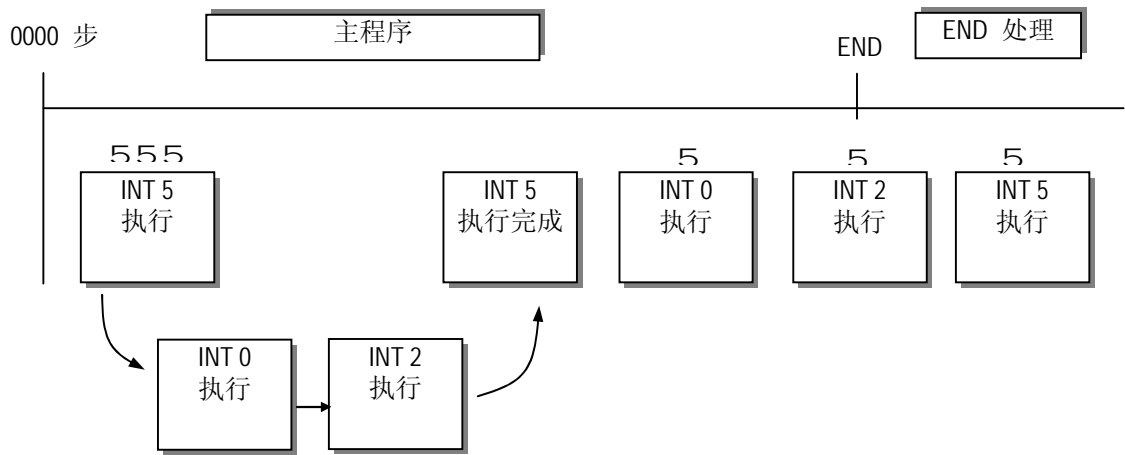 0000 步
主程序
END
END 处理
555
5
5
5
INT 5
执行
INT 5
执行完成
INT 0
执行
INT 2
执行
INT 5
执行
INT 0
执行
INT 2
执行